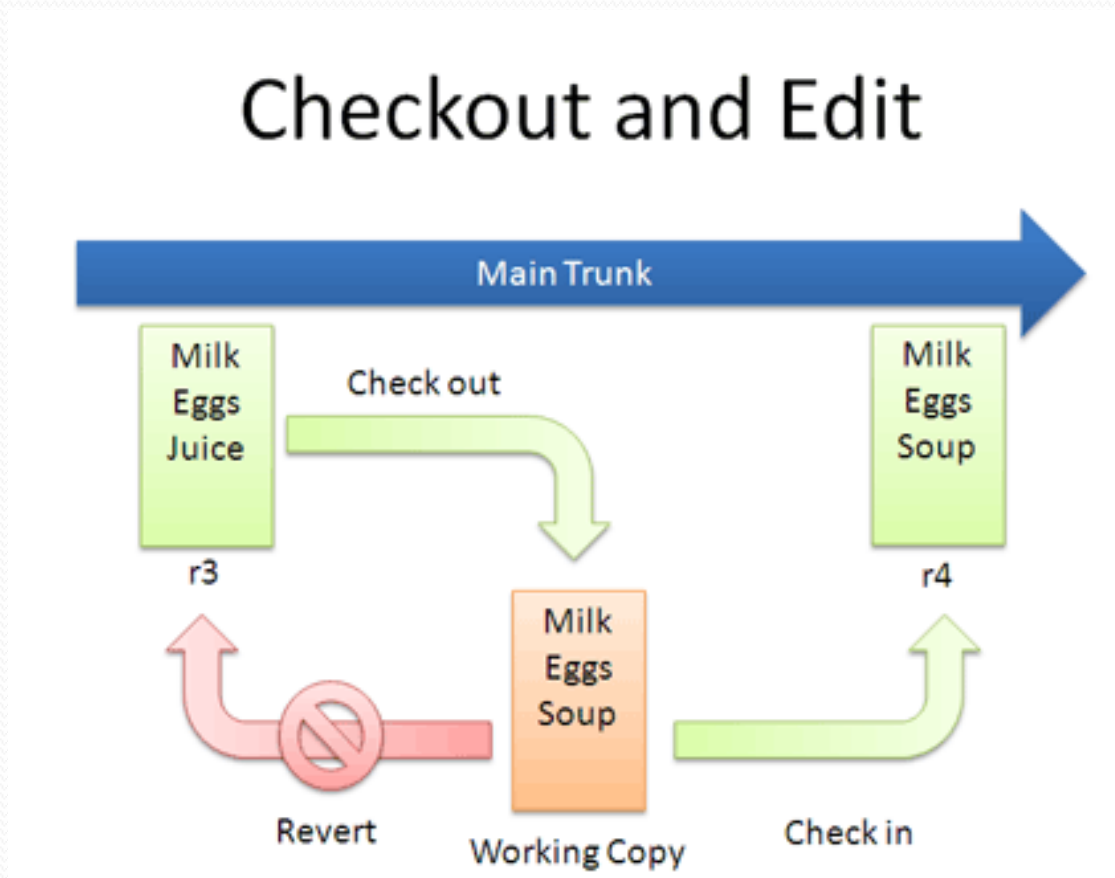 Checkout and Edit
Main Trunk
Milk
Eggs
Juice
r3
Check out
Milk
Eggs
Soup
r4
Milk
Eggs
Soup
Working Copy
Revert
Check in